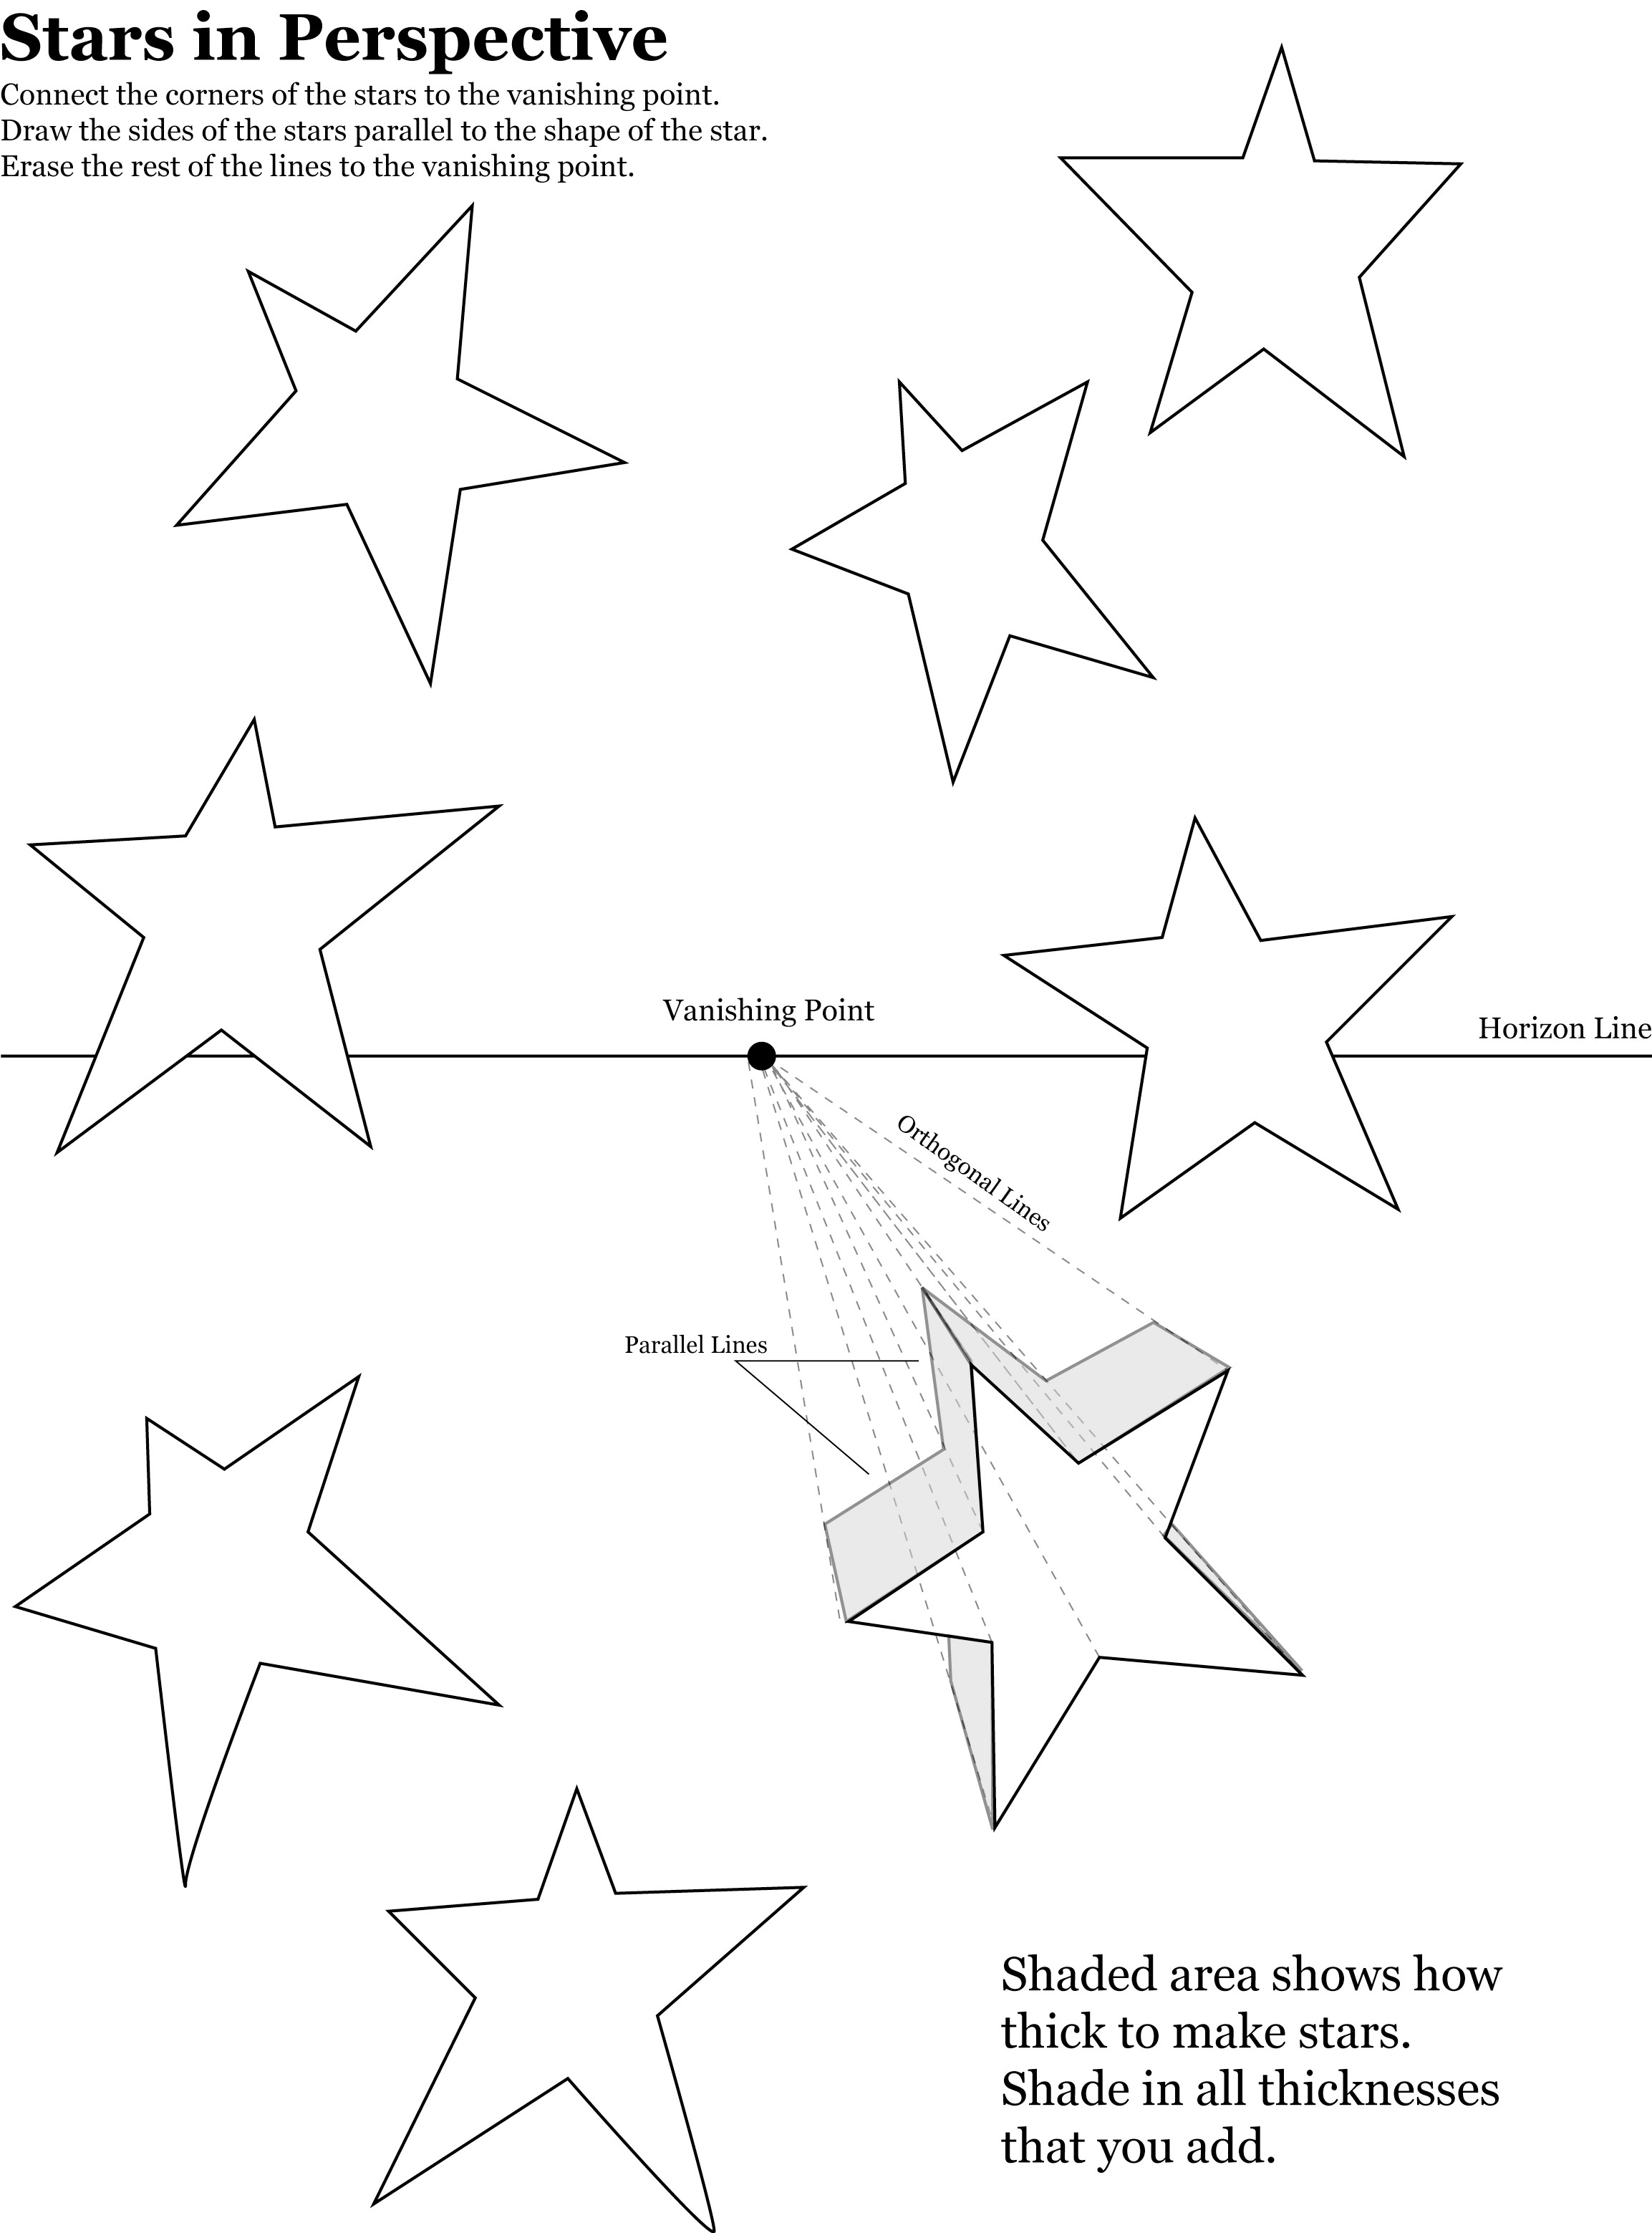 Stars in Perspective
Connect the corners of the stars to the vanishing point.
Draw the sides of the stars parallel to the shape of the star.
Erase the rest of the lines to the vanishing point.
Vanishing Point
Horizon Line
Orthogonal Lines
Parallel Lines
Shaded area shows how
thick to make stars.
Shade in all thicknesses
that you add.